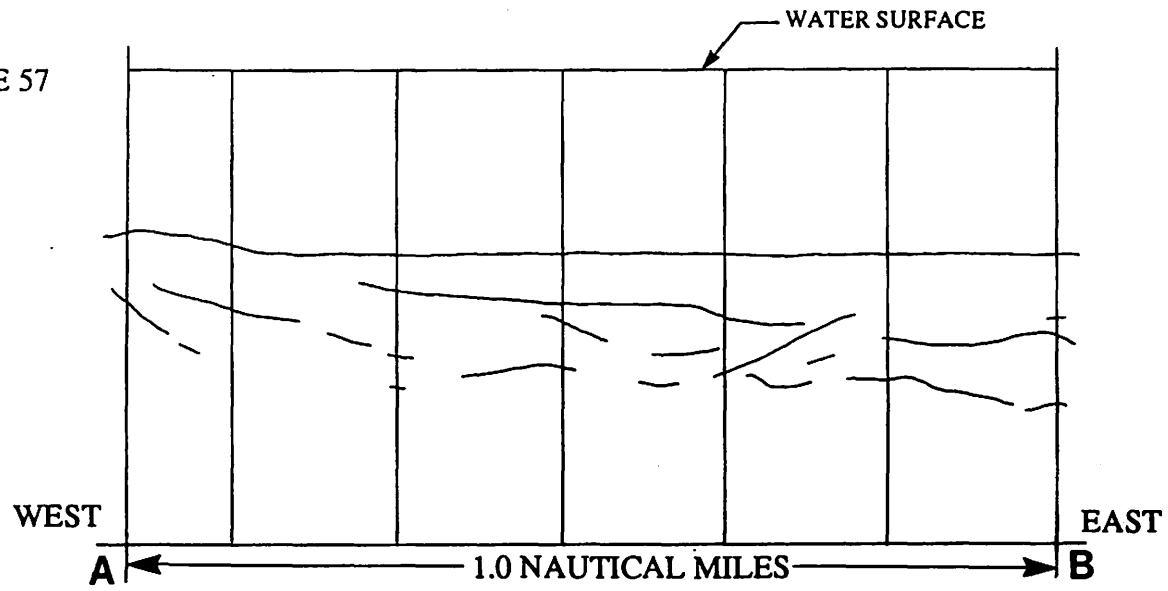 WATER SURFACE
E 57
WEST
EAST
A
1.0 NAUTICAL MILES
B